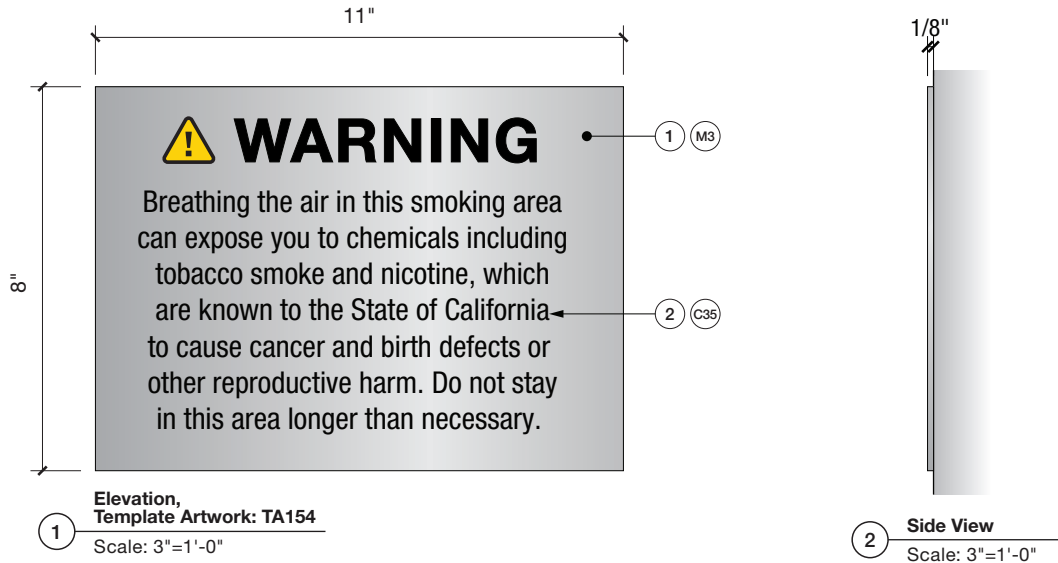 11"
1/8"
8"
! WARNING
Breathing the air in this smoking area
can expose you to chemicals including
tobacco smoke and nicotine, which
are known to the State of California
to cause cancer and birth defects or
other reproductive harm. Do not stay
in this area longer than necessary.
1 M3
2 C35
1
Elevation,
Template Artwork: TA154
Scale: 3"=1'-0"
2
Side View
Scale: 3"=1'-0"